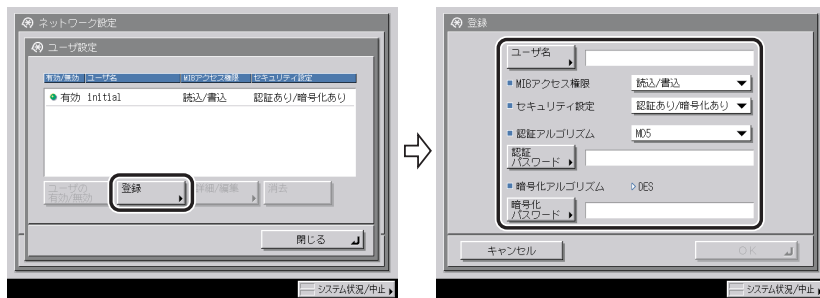 ネットワーク設定
ユーザ設定
有効/無効 ユーザ名 MIBアクセス権限 セキュリティ設定
有効 initial 読込/書込 認証あり/暗号化あり
ユーザの
有効/無効
登録
詳細/編集
消去
閉じる
システム状況/中止
登録
ユーザ名
MIBアクセス権限 読込/書込
セキュリティ設定 認証あり/暗号化あり
認証アルゴリズム MD5
認証
パスワード
暗号化アルゴリズム DES
暗号化
パスワード
キャンセル
OK
システム状況/中止